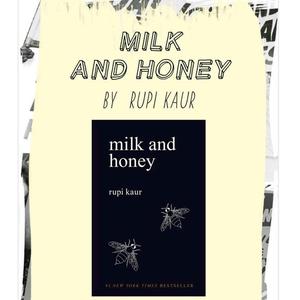 MILK
AND HONEY
BY RUPI KAUR
milk and
honey
rupi kaur
#1 NEW YORK TIMES BESTSELLER